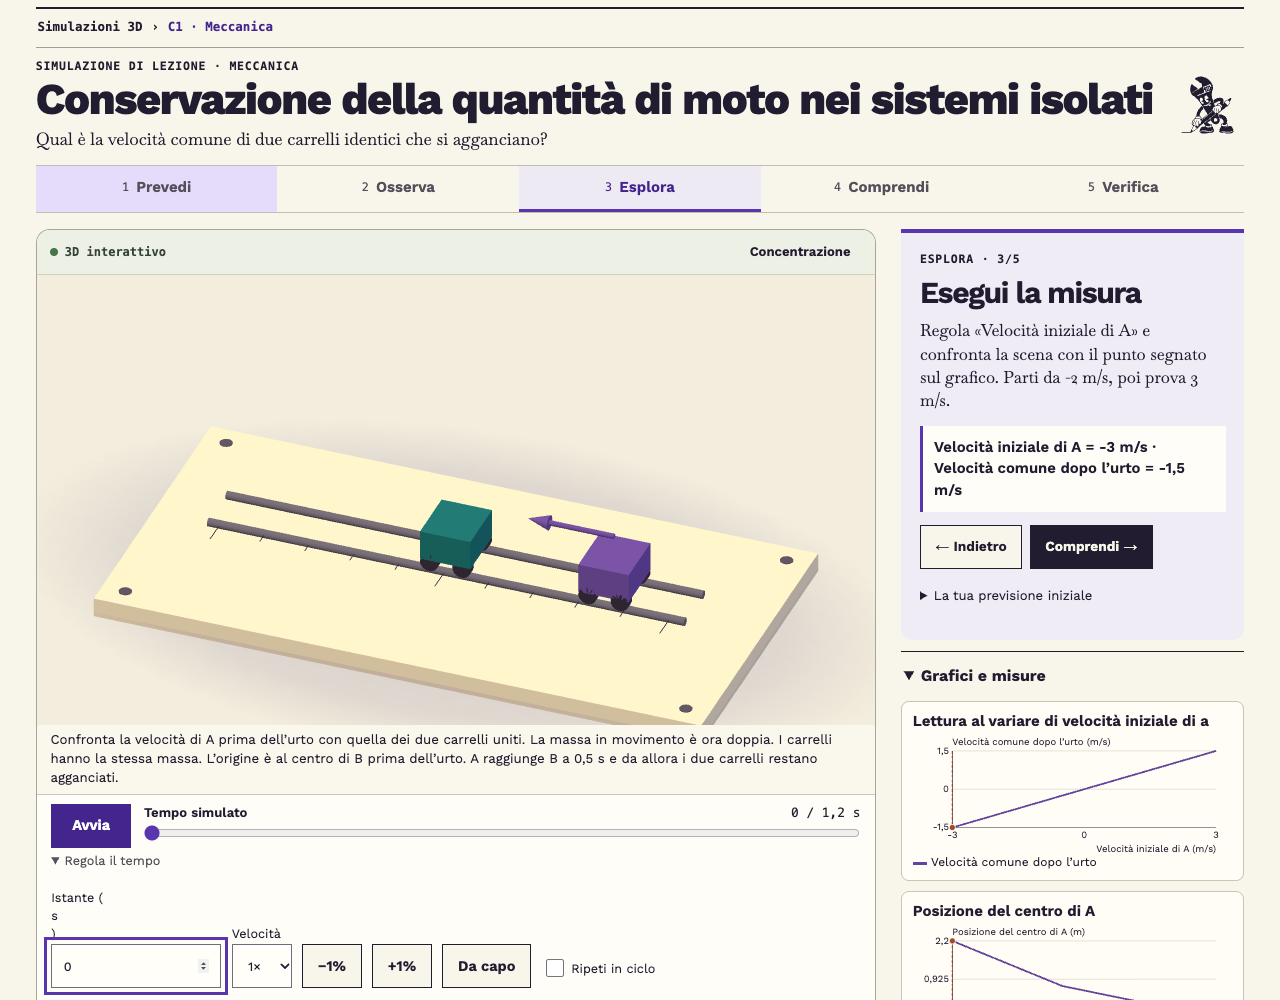 Simulazioni 3D › C1 · Meccanica
SIMULAZIONE DI LEZIONE · MECCANICA
Conservazione della quantità di moto nei sistemi isolati
Qual è la velocità comune di due carrelli identici che si agganciano?
1 Prevedi
2 Osserva
3 Esplora
4 Comprendi
5 Verifica
3D interattivo
Concentrazione
Confronta la velocità di A prima dell’urto con quella dei due carrelli uniti. La massa in movimento è ora doppia. I carrelli
hanno la stessa massa. L’origine è al centro di B prima dell’urto. A raggiunge B a 0,5 s e da allora i due carrelli restano
agganciati.
Avvia
Tempo simulato
0 / 1,2 s
▼ Regola il tempo
Istante (
s
)
Velocità
0
1×
−1%
+1%
Da capo
Ripeti in ciclo
ESPLORA · 3/5
Esegui la misura
Regola «Velocità iniziale di A» e
confronta la scena con il punto segnato
sul grafico. Parti da -2 m/s, poi prova 3
m/s.
Velocità iniziale di A = -3 m/s ·
Velocità comune dopo l’urto = -1,5
m/s
← Indietro
Comprendi →
▶ La tua previsione iniziale
▼ Grafici e misure
Lettura al variare di velocità iniziale di a
Velocità comune dopo l’urto (m/s)
1,5
0
-1,5
-3
0
3
Velocità iniziale di A (m/s)
Velocità comune dopo l’urto
Posizione del centro di A
Posizione del centro di A (m)
2,2
0,925